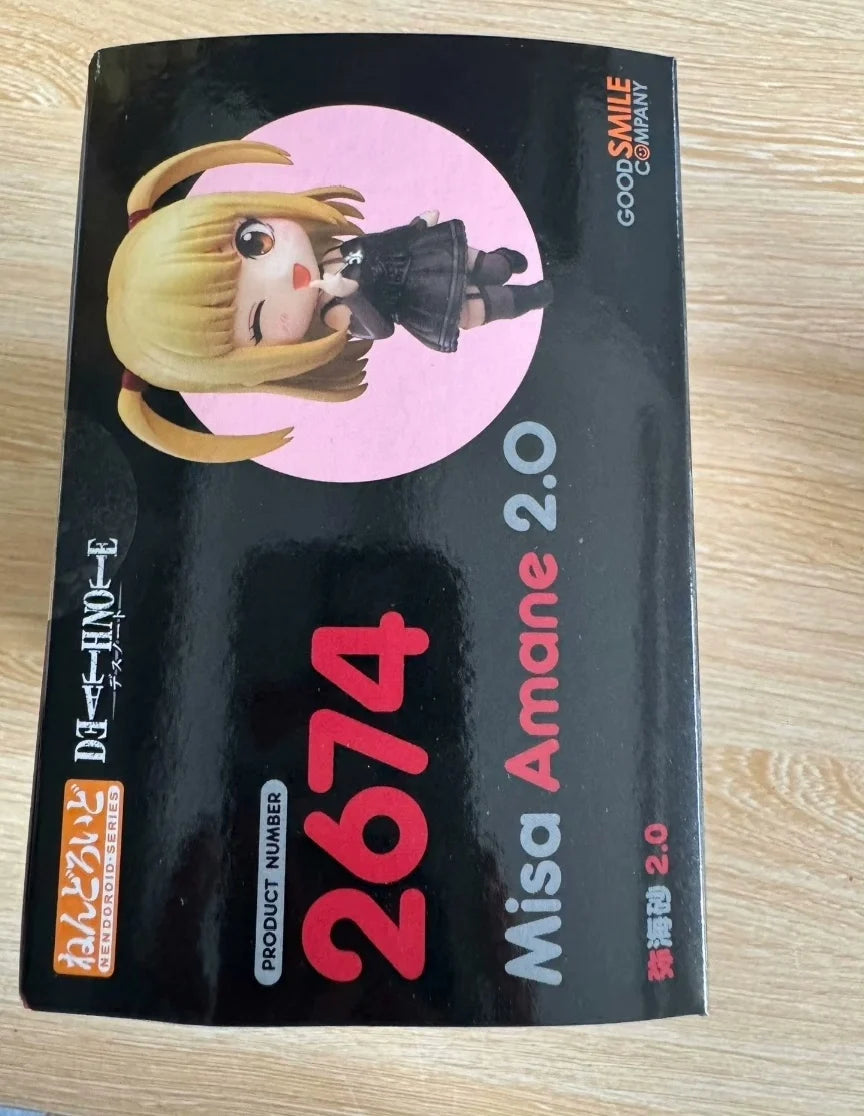 ねんどろいど
NENDOROID·SERIES
DEATH NOTE
デスノート
PRODUCT NUMBER
2674
Misa Amane 2.0
弥海砂 2.0
GOOD SMILE
COMPANY